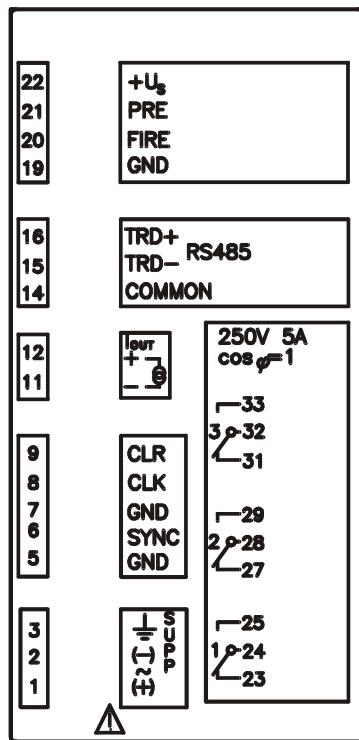 22 +Us
21 PRE
20 FIRE
19 GND
16 TRD+
RS485
15 TRD-
14 COMMON
12 IOUT +
11 -
250V 5A
cos φ=1
33
3 32
31
9 CLR
8 CLK
7 GND
6 SYNC
5 GND
29
2 28
27
3 SUPP
2 (-)
~
1 (+)
25
1 24
23